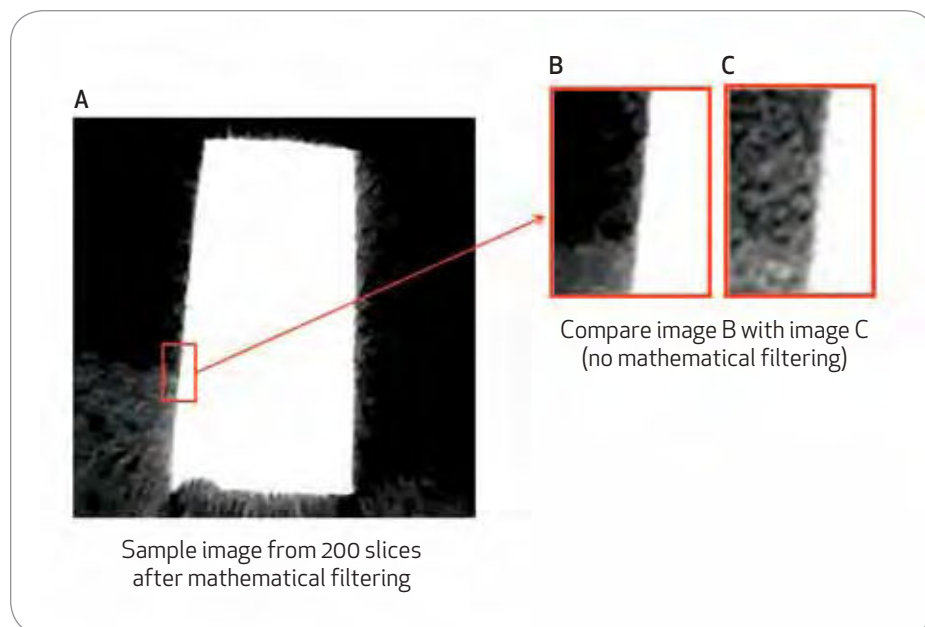 A
B
C
Compare image B with image C
(no mathematical filtering)
Sample image from 200 slices
after mathematical filtering